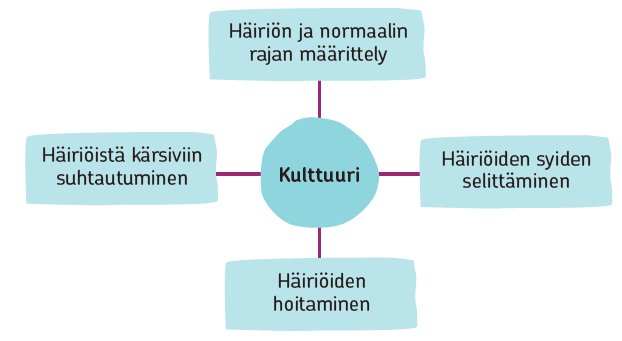 Häiriön ja normaalin
rajan määrittely
Häiriöistä kärsiviin
suhtautuminen
Kulttuuri
Häiriöiden syiden
selittäminen
Häiriöiden
hoitaminen